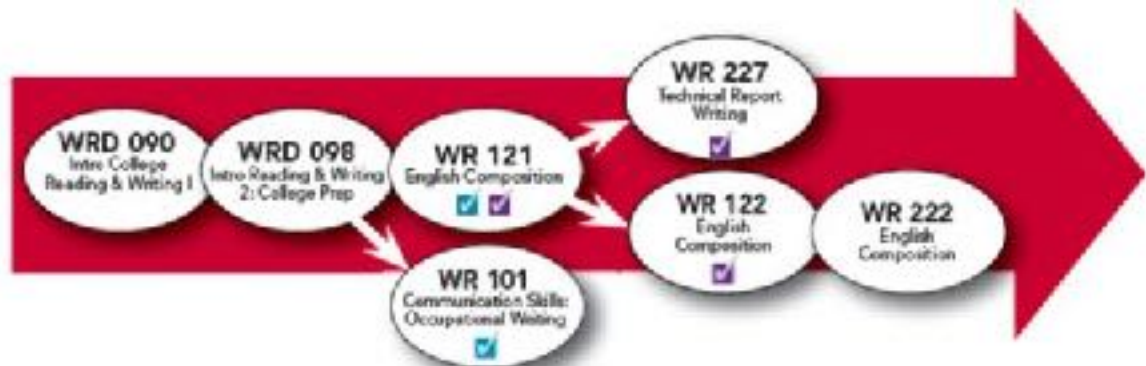 WRD 090
Intro College
Reading & Writing I
WRD 098
Intro Reading & Writing
2: College Prep
WR 121
English Composition
WR 101
Communication Skills:
Occupational Writing
WR 227
Technical Report
Writing
WR 122
English
Composition
WR 222
English
Composition